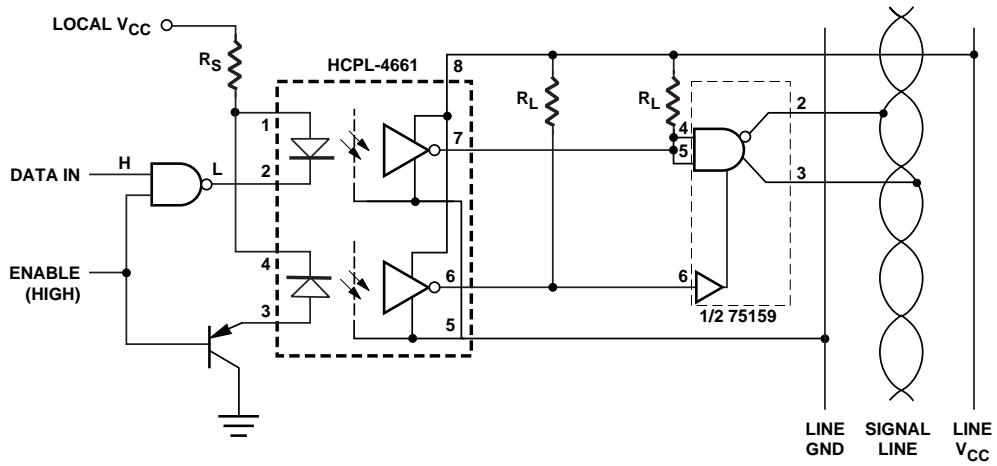 LOCAL VCC
RS
HCPL-4661
8
RL
RL
2
1
7
4
5
H
L
DATA IN
2
3
4
ENABLE
(HIGH)
6
6
3
5
1/2 75159
LINE
GND
SIGNAL
LINE
LINE
VCC